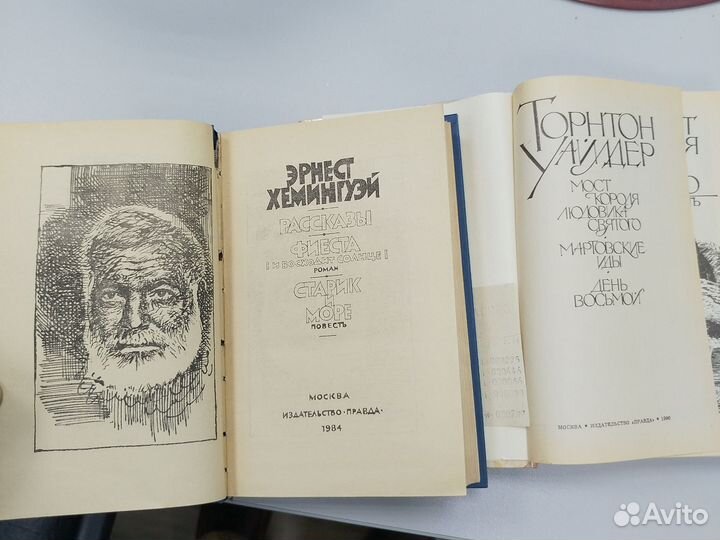 ЭРНЕСТ
ХЕМИНГУЭЙ
РАССКАЗЫ
ФИЕСТА
(И ВОСХОДИТ СОЛНЦЕ)
РОМАН
СТАРИК
И
МОРЕ
ПОВЕСТЬ
МОСКВА
ИЗДАТЕЛЬСТВО·ПРАВДА·
1984
ТОРНТОН
УАЙЛДЕР
МОСТ
КОРОЛЯ
ЛЮДОВИКА
СВЯТОГО
•
МАРТОВСКИЕ
ИДЫ
•
ДЕНЬ
ВОСЬМОЙ
МОСКВА • ИЗДАТЕЛЬСТВО «ПРАВДА» • 1990
Avito